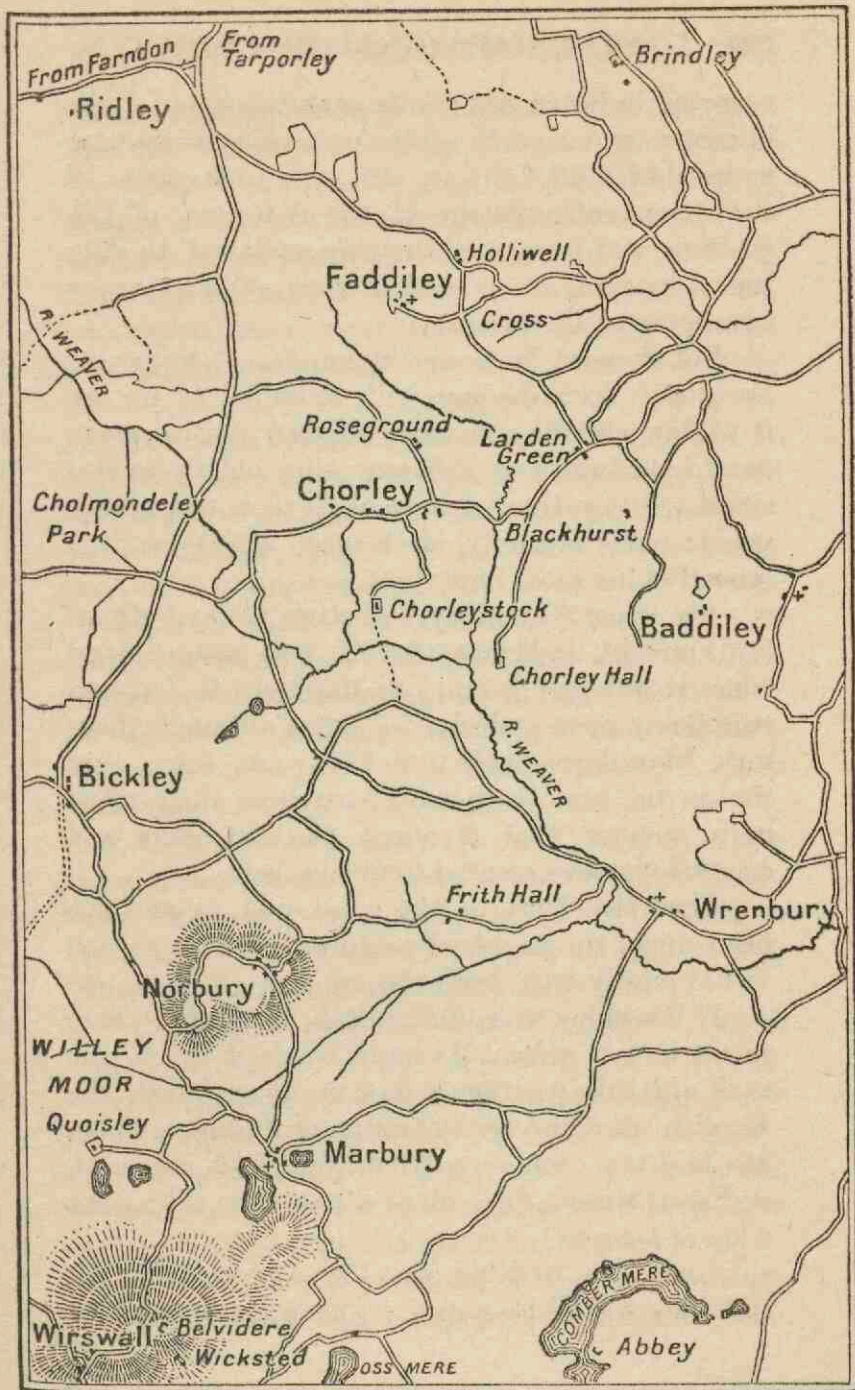 From Farndon
From
Tarporley
Brindley
Ridley
Holliwell
Faddiley
Cross
R. WEAVER
Roseground
Larden
Green
Chorley
Cholmondeley
Park
Blackhurst
Chorleystock
Baddiley
Chorley Hall
R. WEAVER
Bickley
Frith Hall
Wrenbury
Norbury
WILLEY
MOOR
Quoisley
Marbury
COMBER MERE
Wirswall
Belvidere
Wicksted
OSS MERE
Abbey